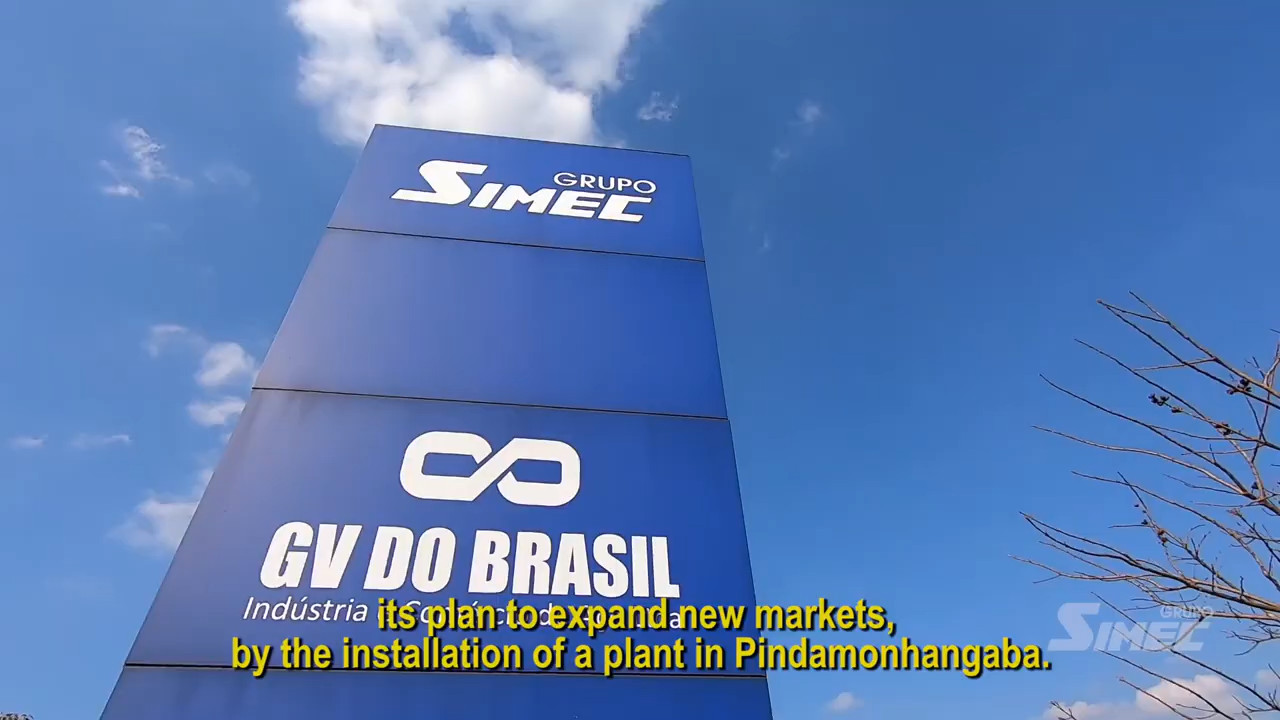 GRUPO
SIMEC
GV DO BRASIL
Indústria e
its plan to expand new markets,
by the installation of a plant in Pindamonhangaba.
GRUPO
SIMEC